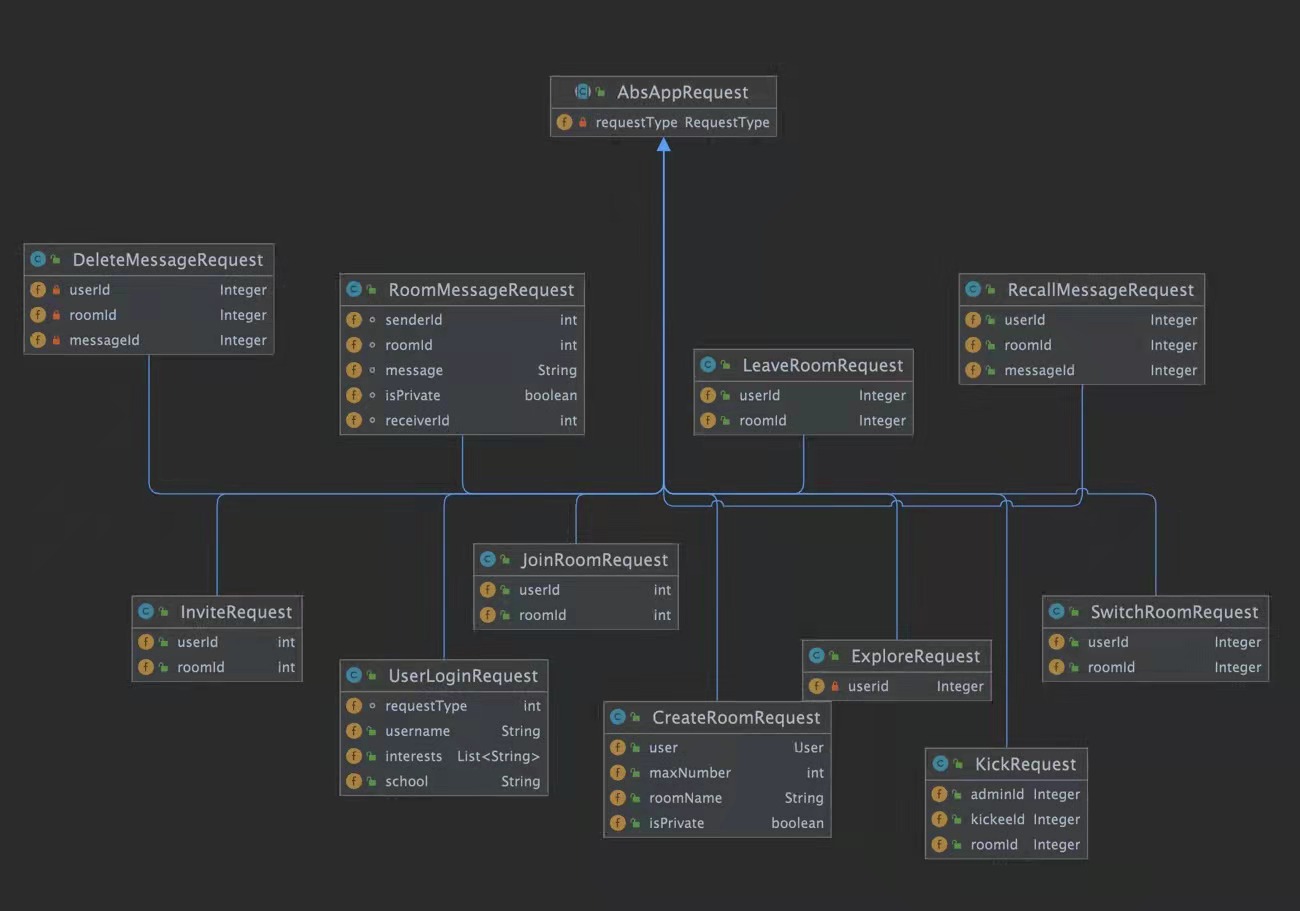 AbsAppRequest
requestType RequestType
DeleteMessageRequest
userId Integer
roomId Integer
messageId Integer
RoomMessageRequest
senderId int
roomId int
message String
isPrivate boolean
receiverId int
LeaveRoomRequest
userId Integer
roomId Integer
RecallMessageRequest
userId Integer
roomId Integer
messageId Integer
InviteRequest
userId int
roomId int
UserLoginRequest
requestType int
username String
interests List<String>
school String
JoinRoomRequest
userId int
roomId int
CreateRoomRequest
user User
maxNumber int
roomName String
isPrivate boolean
ExploreRequest
userid Integer
KickRequest
adminId Integer
kickeeId Integer
roomId Integer
SwitchRoomRequest
userId Integer
roomId Integer